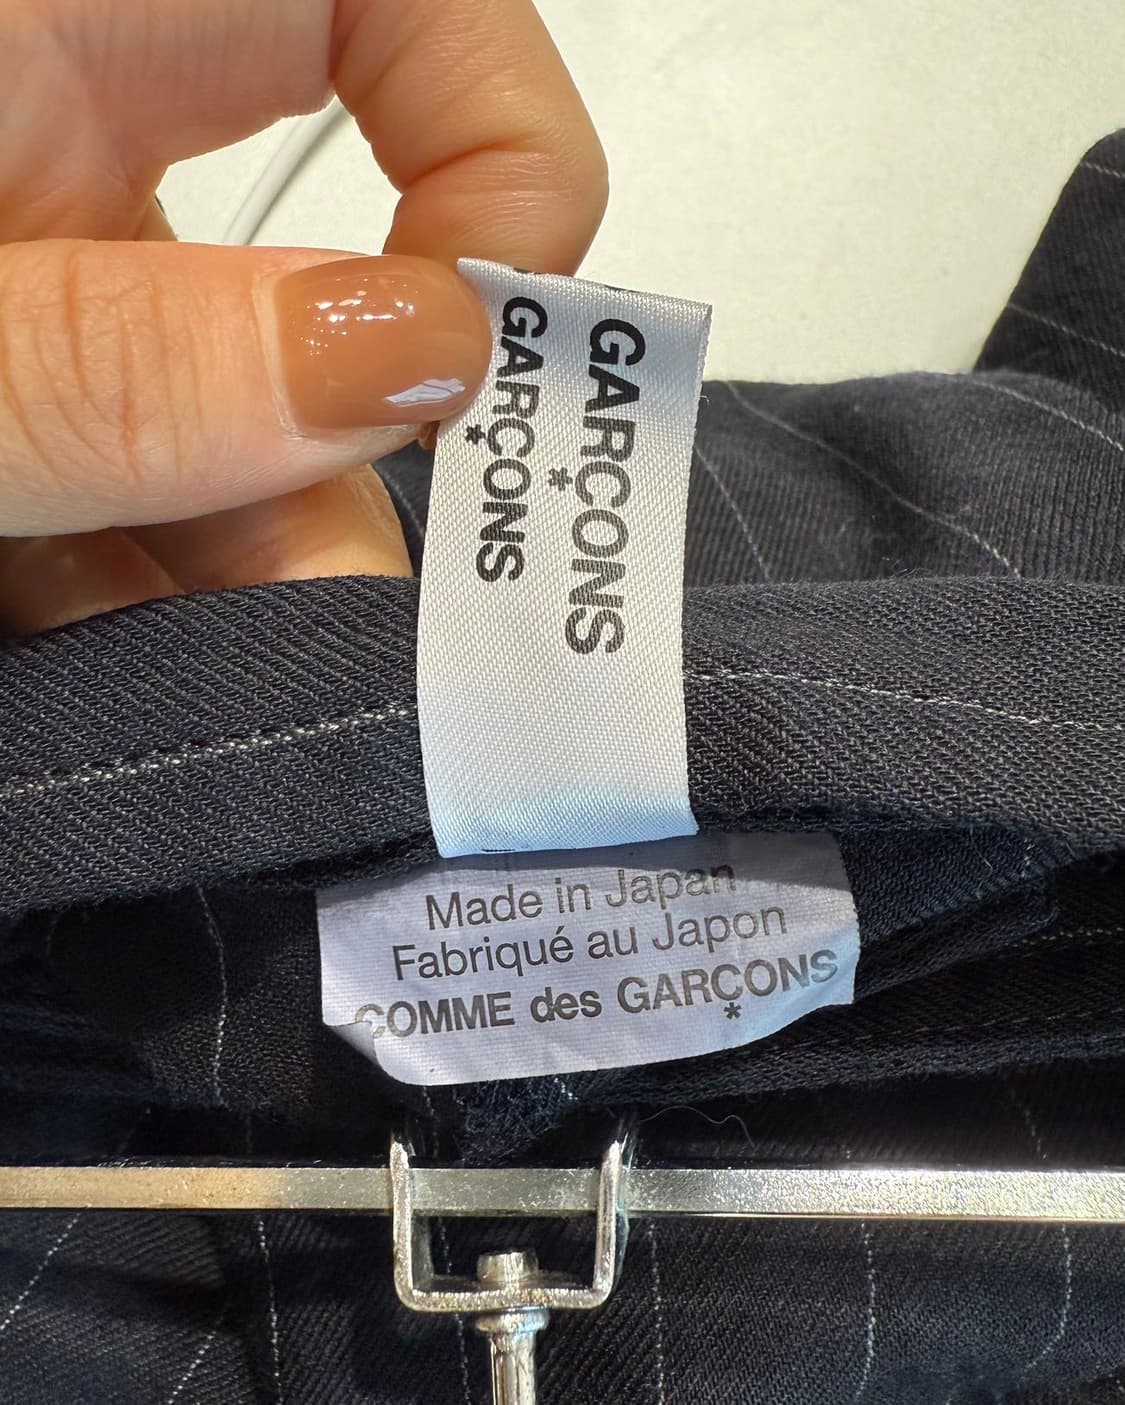 GARÇONS
*
GARÇONS
*
Made in Japan
Fabriqué au Japon
COMME des GARÇONS
*